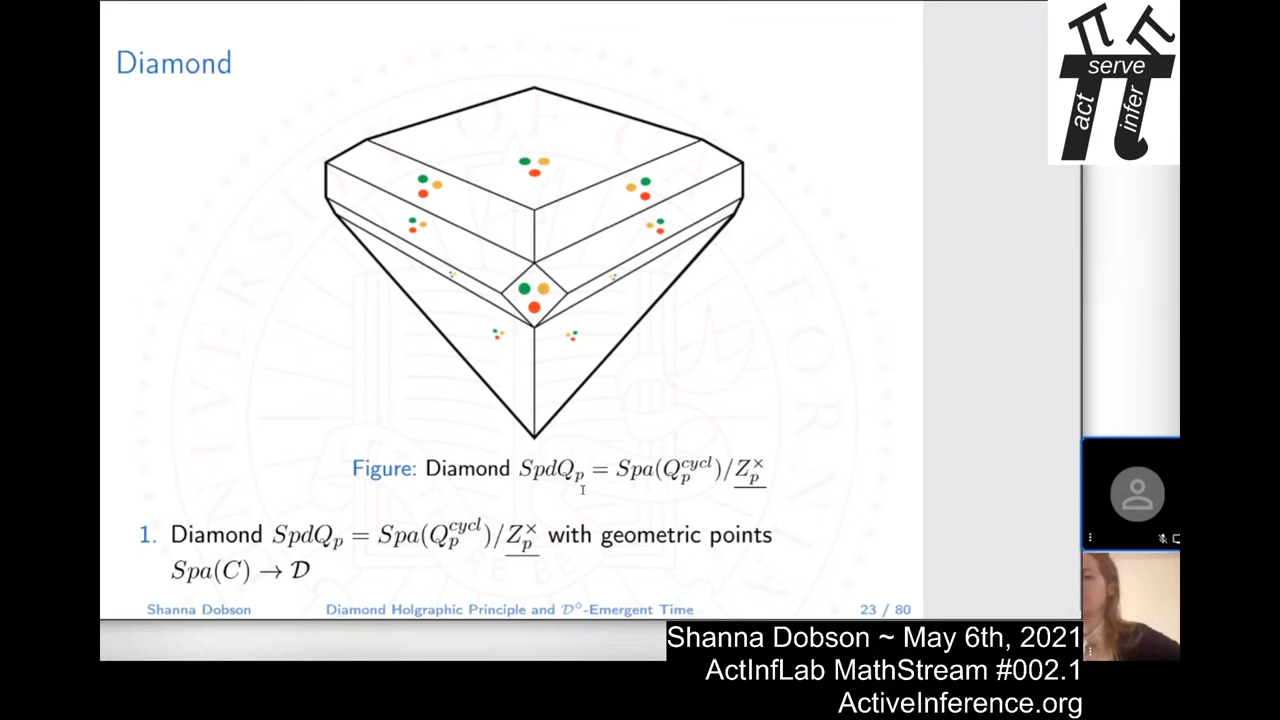 Diamond
Figure: Diamond SpdQ_p = Spa(Q_p^{cycl})/Z_p^×
1. Diamond SpdQ_p = Spa(Q_p^{cycl})/Z_p^× with geometric points
Spa(C) → 𝒟
Shanna Dobson Diamond Holgraphic Principle and 𝒟^◇-Emergent Time 23 / 80
π π
serve
act infer
Shanna Dobson ~ May 6th, 2021
ActInfLab MathStream #002.1
ActiveInference.org